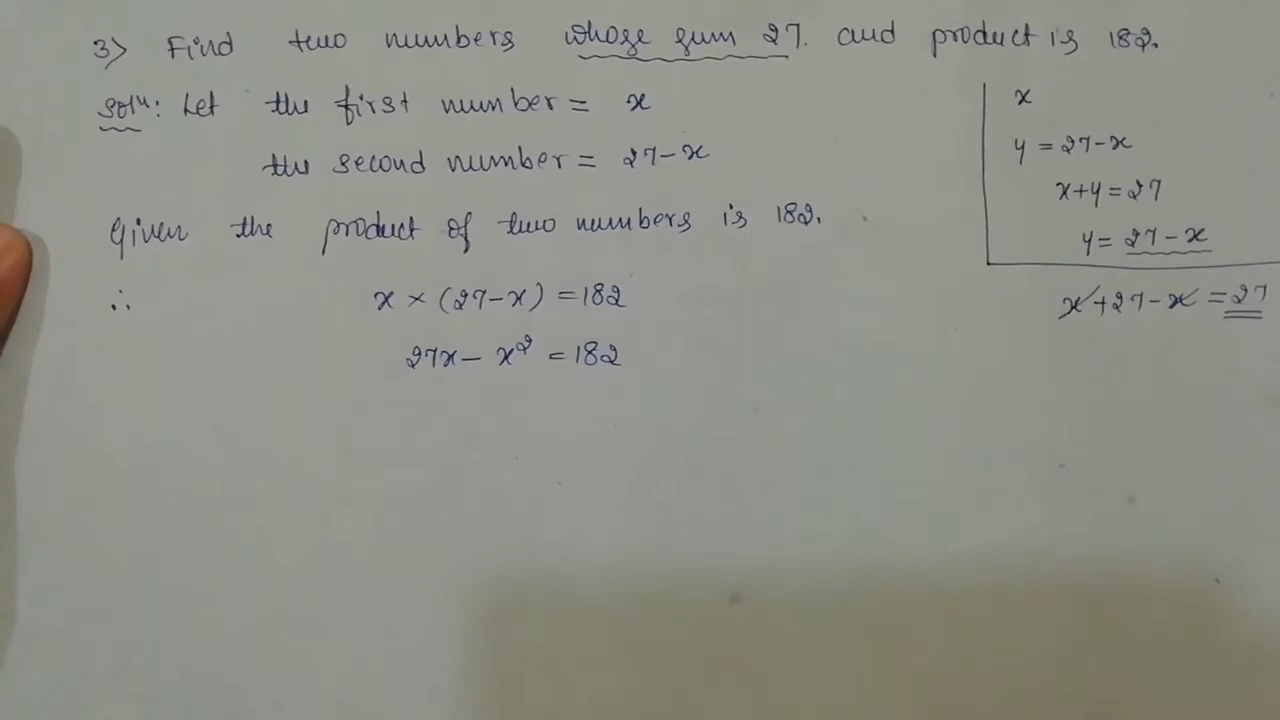 3) Find two numbers whose sum 27. and product is 182.
Soln: Let the first number = x
the second number = 27-x
Given the product of two numbers is 182.
∴ x × (27-x) = 182
27x - x² = 182
x
y = 27-x
x+y = 27
y = 27-x
x+27-x = 27